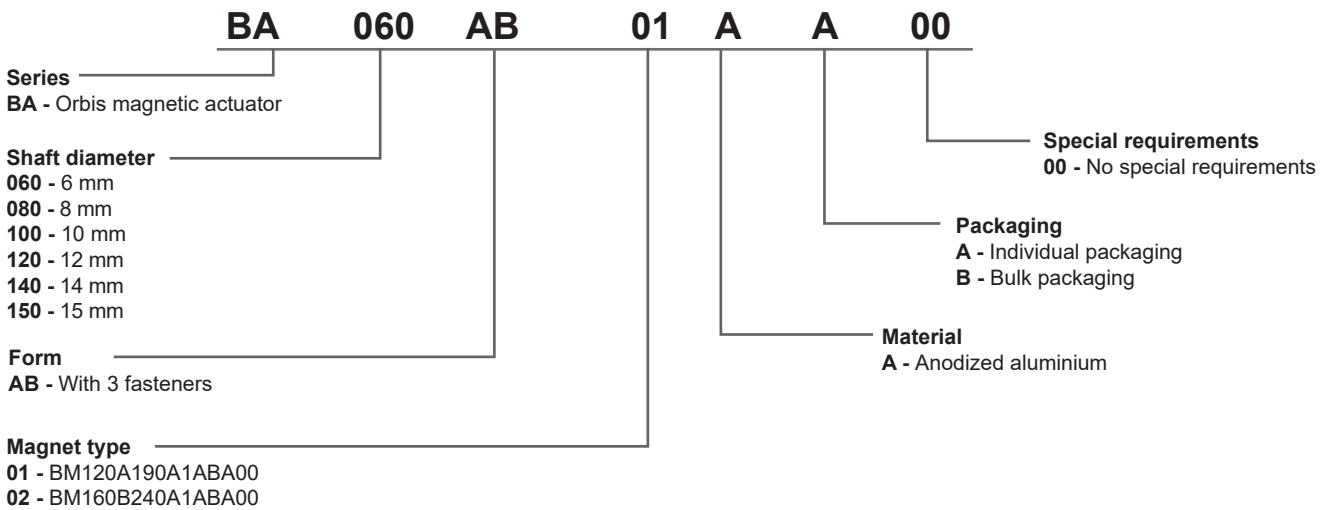 BA 060 AB 01 A A 00
Series
BA - Orbis magnetic actuator
Shaft diameter
060 - 6 mm
080 - 8 mm
100 - 10 mm
120 - 12 mm
140 - 14 mm
150 - 15 mm
Form
AB - With 3 fasteners
Magnet type
01 - BM120A190A1ABA00
02 - BM160B240A1ABA00
Special requirements
00 - No special requirements
Packaging
A - Individual packaging
B - Bulk packaging
Material
A - Anodized aluminium